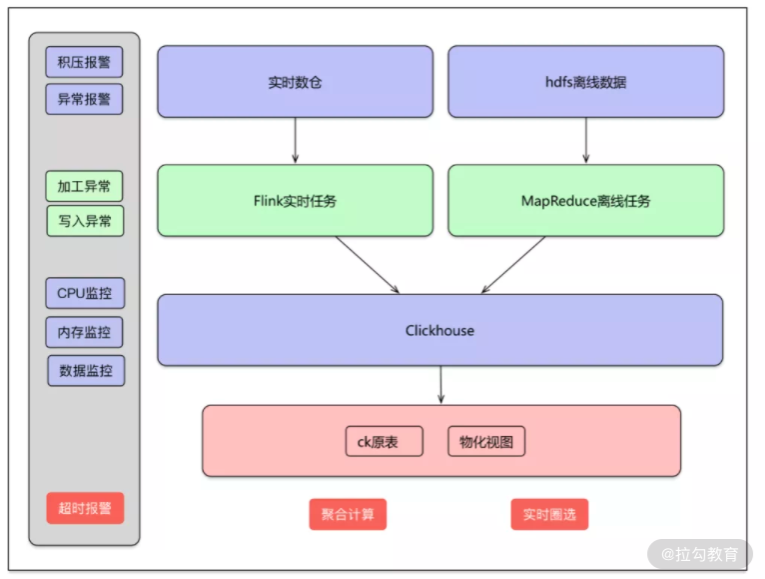 积压报警
异常报警
实时数仓
hdfs离线数据
加工异常
写入异常
Flink实时任务
MapReduce离线任务
CPU监控
内存监控
数据监控
Clickhouse
ck原表
物化视图
超时报警
聚合计算
实时圈选
@拉勾教育